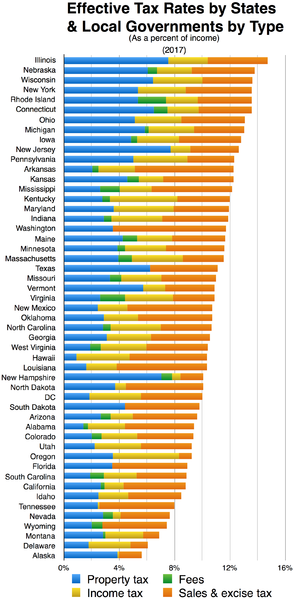 Effective Tax Rates by States
& Local Governments by Type
(As a percent of income)
(2017)
Illinois
Nebraska
Wisconsin
New York
Rhode Island
Connecticut
Ohio
Michigan
Iowa
New Jersey
Pennsylvania
Arkansas
Kansas
Mississippi
Kentucky
Maryland
Indiana
Washington
Maine
Minnesota
Massachusetts
Texas
Missouri
Vermont
Virginia
New Mexico
Oklahoma
North Carolina
Georgia
West Virginia
Hawaii
Louisiana
New Hampshire
North Dakota
DC
South Dakota
Arizona
Alabama
Colorado
Utah
Oregon
Florida
South Carolina
California
Idaho
Tennessee
Nevada
Wyoming
Montana
Delaware
Alaska
0% 4% 8% 12% 16%
Property tax Fees
Income tax Sales & excise tax